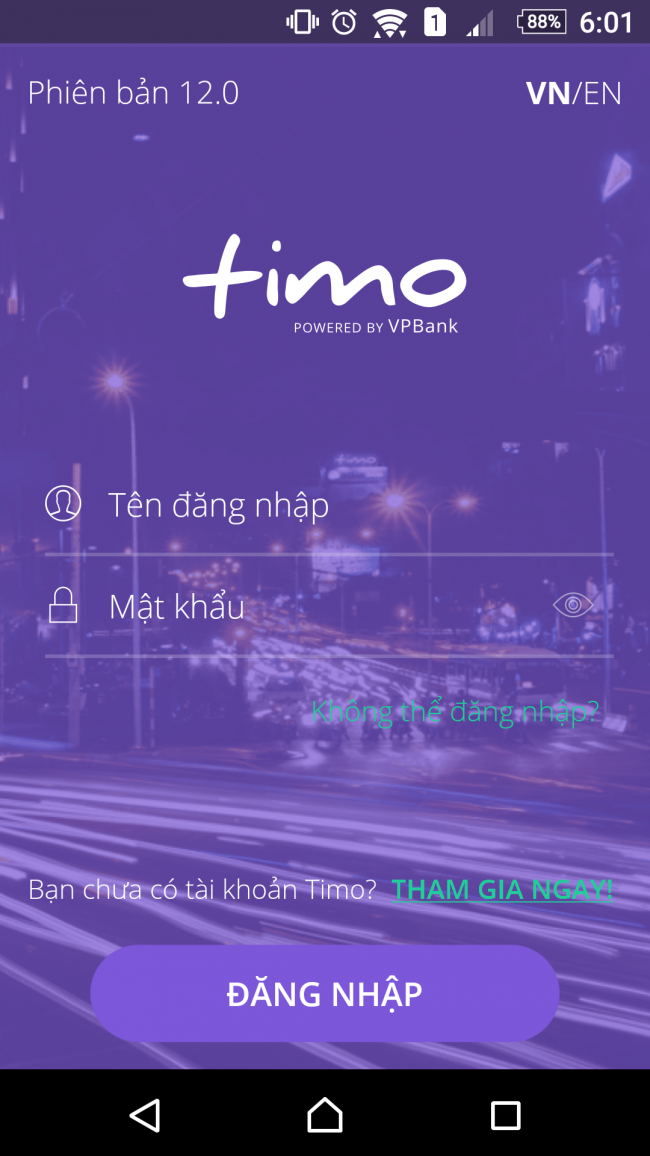 1 88% 6:01
Phiên bản 12.0 VN/EN
timo
POWERED BY VPBank
timo
Tên đăng nhập
Mật khẩu
Không thể đăng nhập?
Bạn chưa có tài khoản Timo? THAM GIA NGAY!
ĐĂNG NHẬP